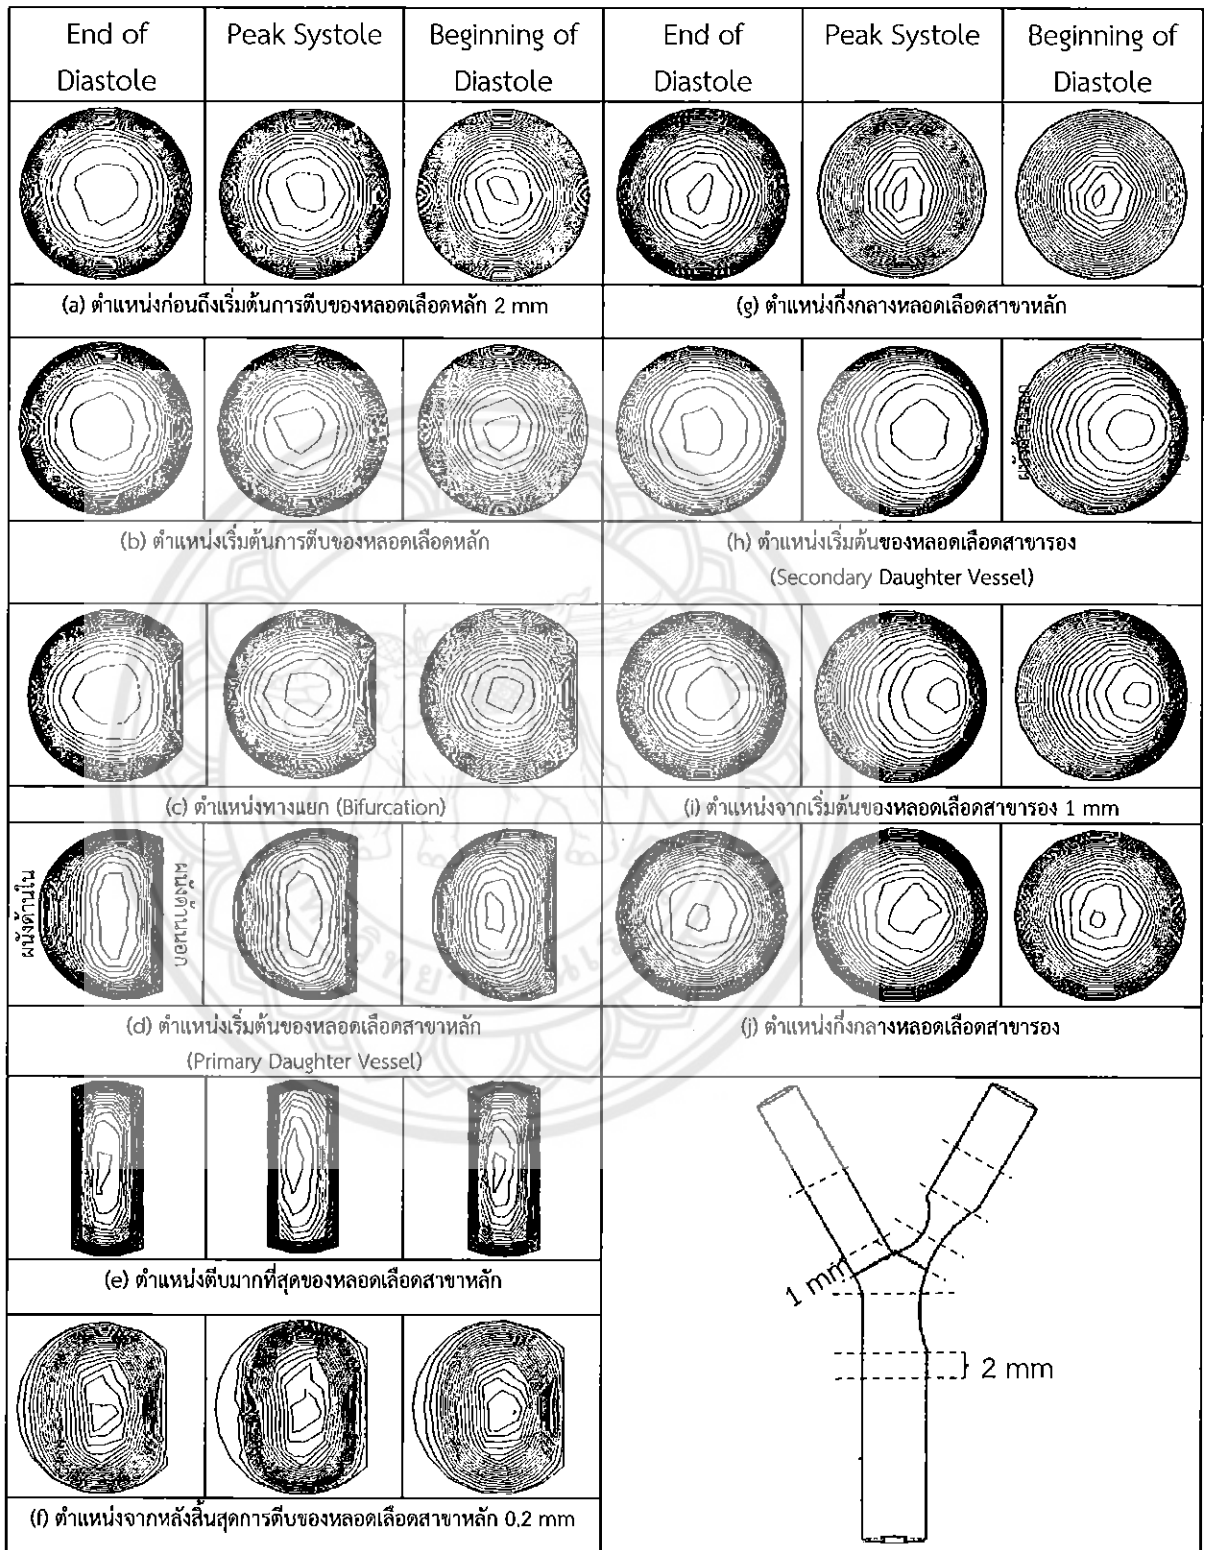 End of Diastole
Peak Systole
Beginning of Diastole
End of Diastole
Peak Systole
Beginning of Diastole
(a) ตำแหน่งก่อนถึงเริ่มต้นการตีบของหลอดเลือดหลัก 2 mm
(g) ตำแหน่งกึ่งกลางหลอดเลือดสาขาหลัก
(b) ตำแหน่งเริ่มต้นการตีบของหลอดเลือดหลัก
(h) ตำแหน่งเริ่มต้นของหลอดเลือดสาขารอง
(Secondary Daughter Vessel)
(c) ตำแหน่งทางแยก (Bifurcation)
(i) ตำแหน่งจากเริ่มต้นของหลอดเลือดสาขารอง 1 mm
ผนังด้านใน
ผนังด้านนอก
(d) ตำแหน่งเริ่มต้นของหลอดเลือดสาขาหลัก
(Primary Daughter Vessel)
(j) ตำแหน่งกึ่งกลางหลอดเลือดสาขารอง
(e) ตำแหน่งตีบมากที่สุดของหลอดเลือดสาขาหลัก
1 mm
2 mm
(f) ตำแหน่งจากหลังสิ้นสุดการตีบของหลอดเลือดสาขาหลัก 0.2 mm